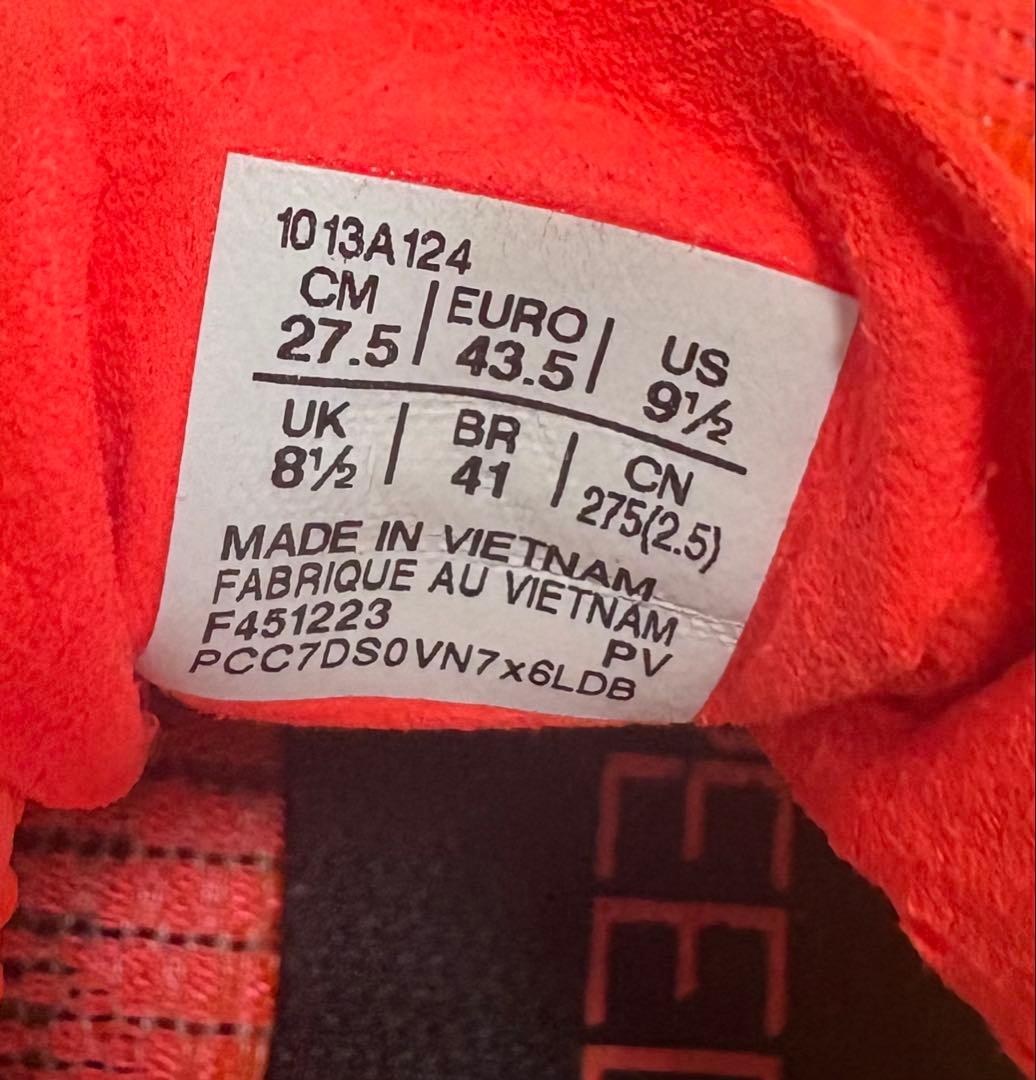 1013A124
CM | EURO | US
27.5 | 43.5 | 9½
UK | BR | CN
8½ | 41 | 275(2.5)
MADE IN VIETNAM
FABRIQUE AU VIETNAM
F451223 PV
PCC7DS0VN7x6LDB